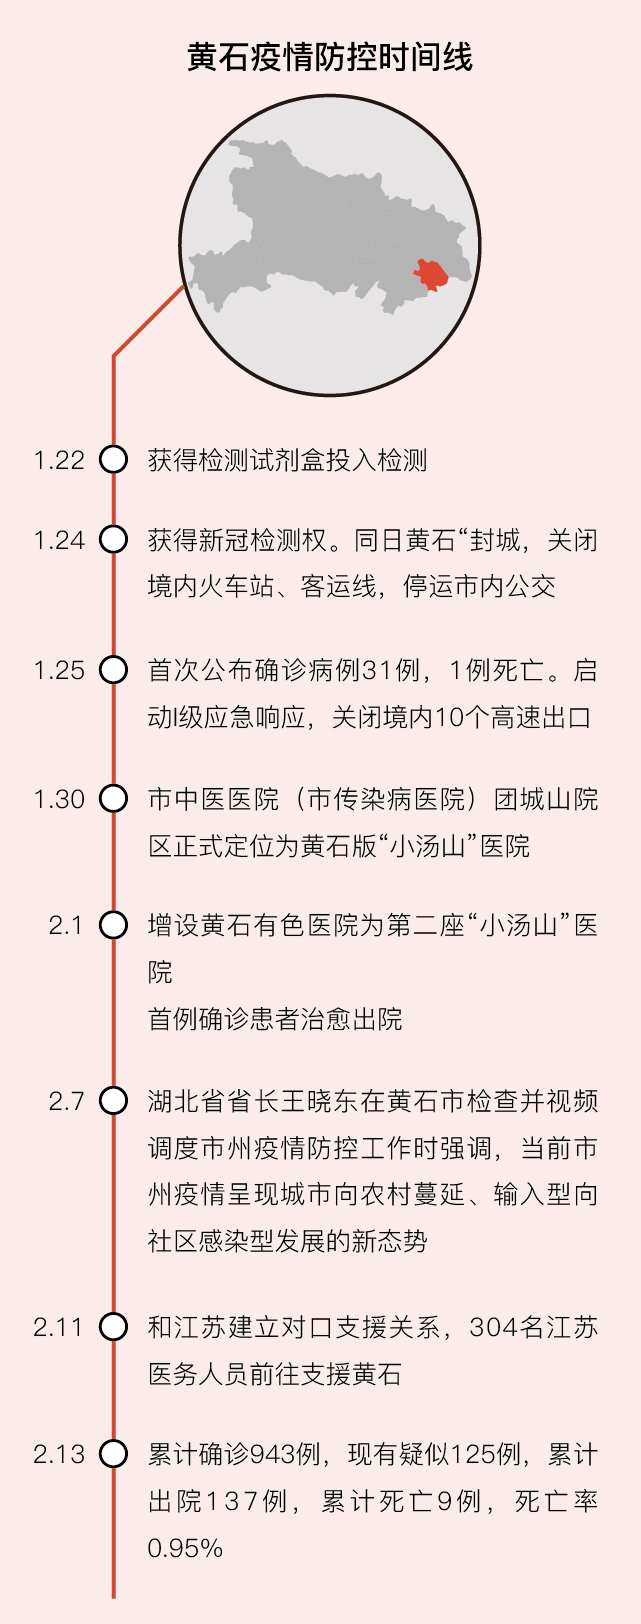 黄石疫情防控时间线
1.22 获得检测试剂盒投入检测
1.24 获得新冠检测权。同日黄石“封城，关闭
境内火车站、客运线，停运市内公交
1.25 首次公布确诊病例31例，1例死亡。启
动I级应急响应，关闭境内10个高速出口
1.30 市中医医院（市传染病医院）团城山院
区正式定位为黄石版“小汤山”医院
2.1 增设黄石有色医院为第二座“小汤山”医
院
首例确诊患者治愈出院
2.7 湖北省省长王晓东在黄石市检查并视频
调度市州疫情防控工作时强调，当前市
州疫情呈现城市向农村蔓延、输入型向
社区感染型发展的新态势
2.11 和江苏建立对口支援关系，304名江苏
医务人员前往支援黄石
2.13 累计确诊943例，现有疑似125例，累计
出院137例，累计死亡9例，死亡率
0.95%